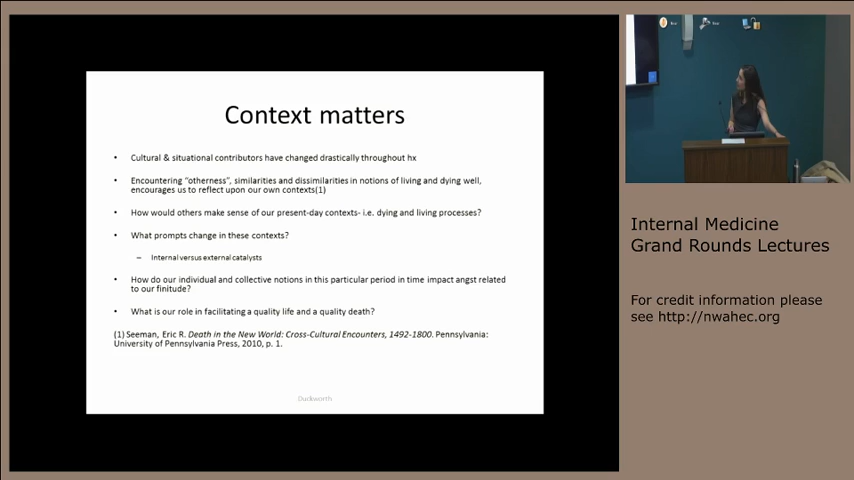 Context matters
• Cultural & situational contributors have changed drastically throughout hx
• Encountering "otherness", similarities and dissimilarities in notions of living and dying well,
encourages us to reflect upon our own contexts(1)
• How would others make sense of our present-day contexts- i.e. dying and living processes?
• What prompts change in these contexts?
– Internal versus external catalysts
• How do our individual and collective notions in this particular period in time impact angst related
to our finitude?
• What is our role in facilitating a quality life and a quality death?
(1) Seeman, Eric R. Death in the New World: Cross-Cultural Encounters, 1492-1800. Pennsylvania:
University of Pennsylvania Press, 2010, p. 1.
Duckworth
Internal Medicine
Grand Rounds Lectures
For credit information please
see http://nwahec.org